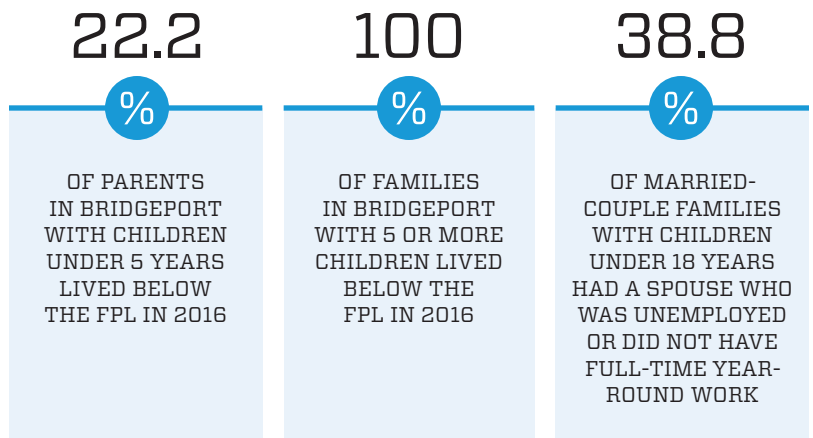 22.2
%
OF PARENTS
IN BRIDGEPORT
WITH CHILDREN
UNDER 5 YEARS
LIVED BELOW
THE FPL IN 2016
100
%
OF FAMILIES
IN BRIDGEPORT
WITH 5 OR MORE
CHILDREN LIVED
BELOW THE
FPL IN 2016
38.8
%
OF MARRIED-
COUPLE FAMILIES
WITH CHILDREN
UNDER 18 YEARS
HAD A SPOUSE WHO
WAS UNEMPLOYED
OR DID NOT HAVE
FULL-TIME YEAR-
ROUND WORK